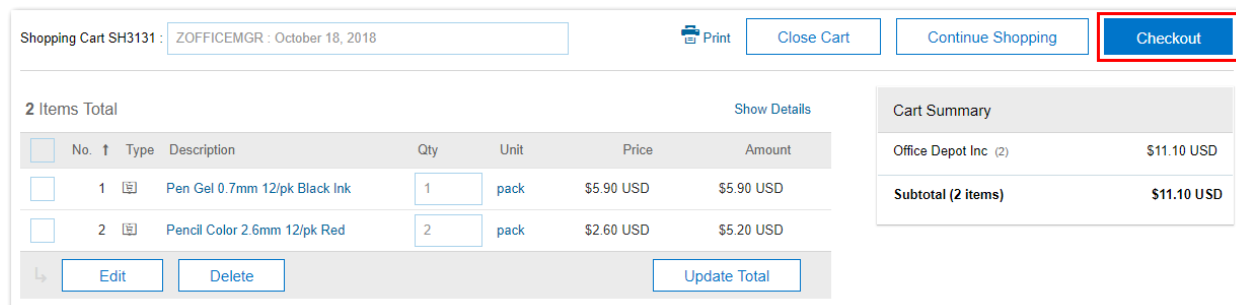 Shopping Cart SH3131 : ZOFFICEMGR : October 18, 2018 Print Close Cart Continue Shopping Checkout
2 Items Total Show Details
No. ↑ Type Description Qty Unit Price Amount
1 Pen Gel 0.7mm 12/pk Black Ink 1 pack $5.90 USD $5.90 USD
2 Pencil Color 2.6mm 12/pk Red 2 pack $2.60 USD $5.20 USD
Edit Delete Update Total
Cart Summary
Office Depot Inc (2) $11.10 USD
Subtotal (2 items) $11.10 USD